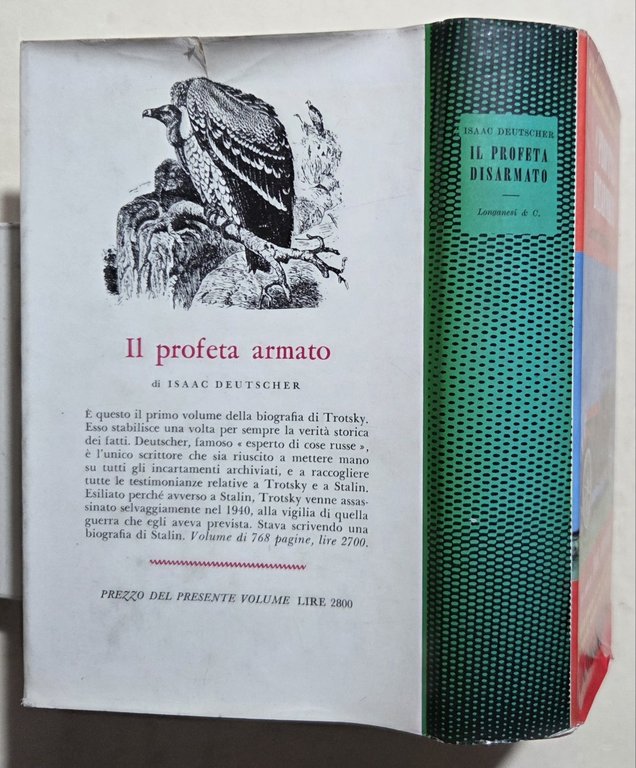 Il profeta armato
di ISAAC DEUTSCHER
È questo il primo volume della biografia di Trotsky.
Esso stabilisce una volta per sempre la verità storica
dei fatti. Deutscher, famoso « esperto di cose russe »,
è l'unico scrittore che sia riuscito a mettere mano
su tutti gli incartamenti archiviati, e a raccogliere
tutte le testimonianze relative a Trotsky e a Stalin.
Esiliato perché avverso a Stalin, Trotsky venne assas-
sinato selvaggiamente nel 1940, alla vigilia di quella
guerra che egli aveva prevista. Stava scrivendo una
biografia di Stalin. Volume di 768 pagine, lire 2700.
PREZZO DEL PRESENTE VOLUME LIRE 2800
ISAAC DEUTSCHER
IL PROFETA
DISARMATO
Longanesi & C.